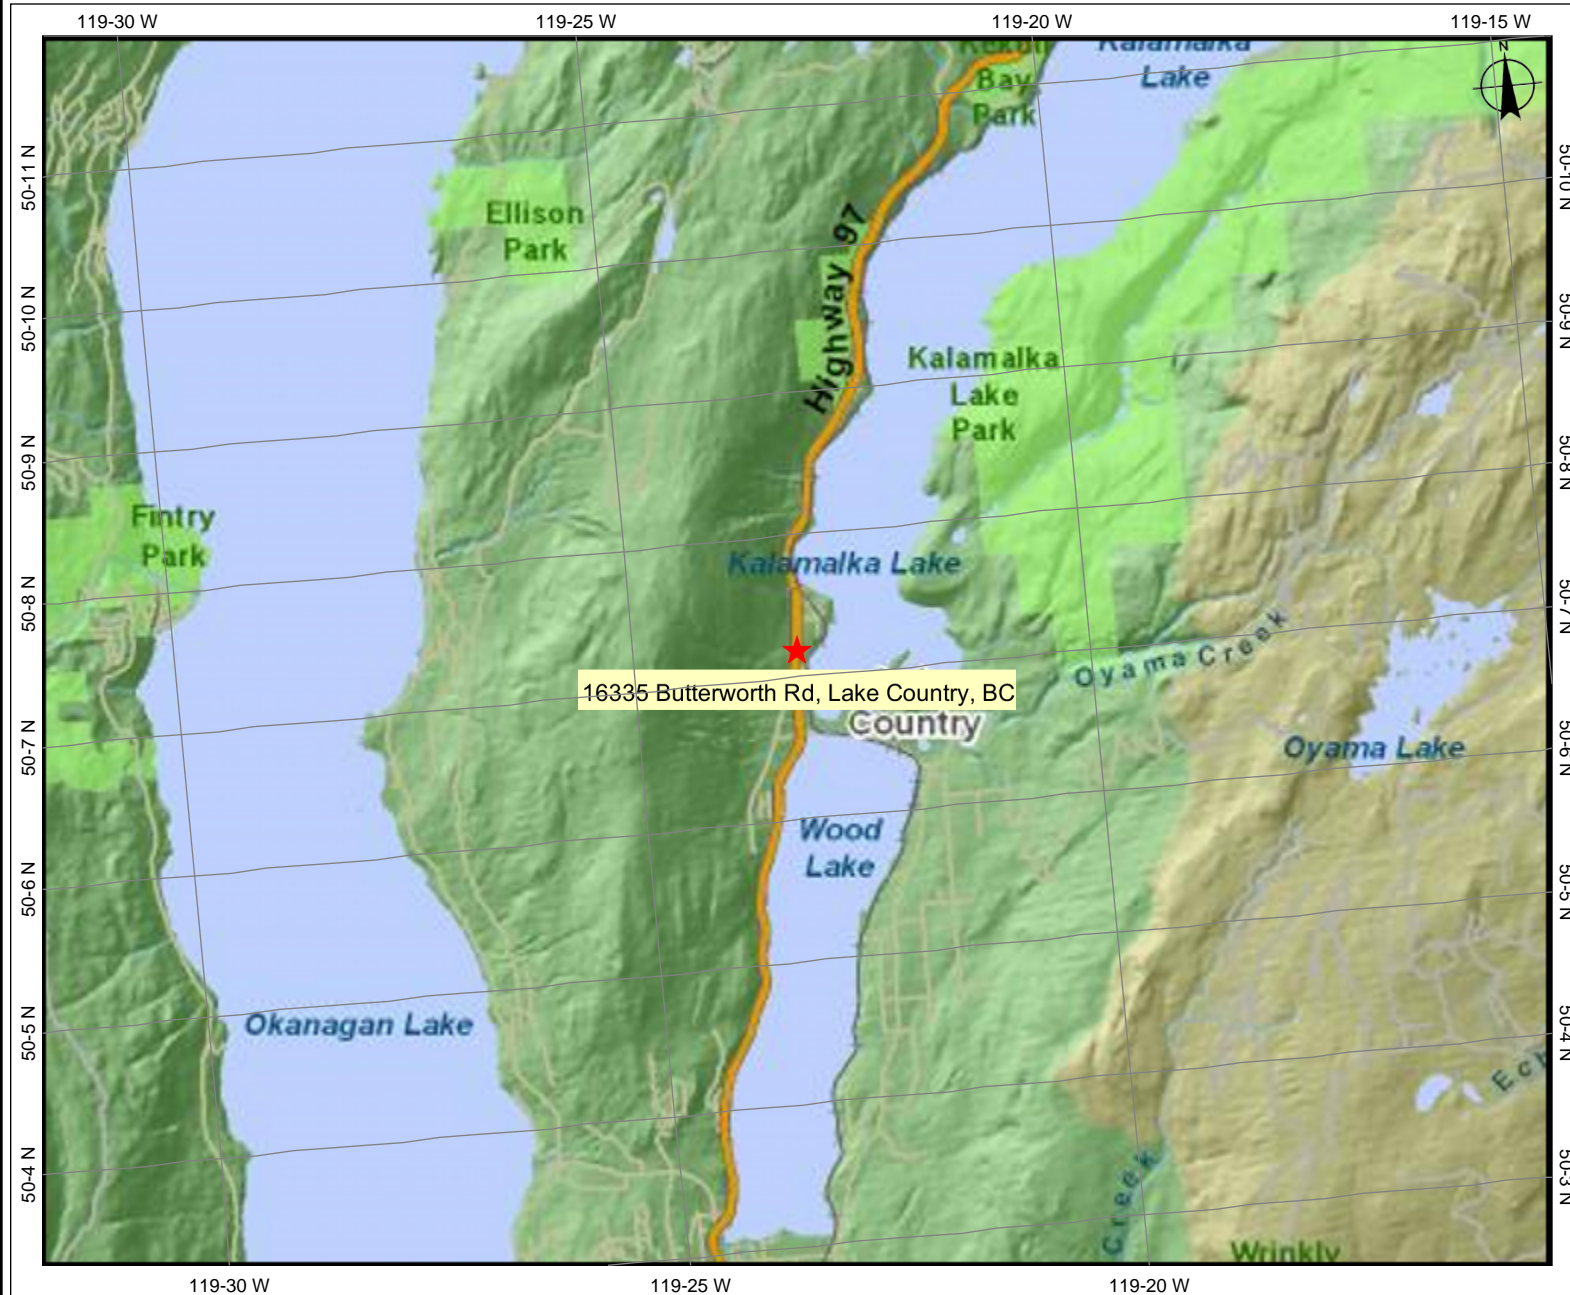 119-30 W
119-25 W
119-20 W
119-15 W
N
Kalamalka
Lake
Bay
Park
50-11 N
50-10 N
Ellison
Park
Highway 97
50-10 N
50-9 N
Kalamalka
Lake
Park
50-9 N
50-8 N
Fintry
Park
Kalamalka Lake
50-8 N
50-7 N
Oyama Creek
16335 Butterworth Rd, Lake Country, BC
Country
50-7 N
50-6 N
Oyama Lake
Wood
Lake
50-6 N
50-5 N
Okanagan Lake
50-5 N
50-4 N
Ech
50-4 N
50-3 N
Creek
Wrinkly
119-30 W
119-25 W
119-20 W